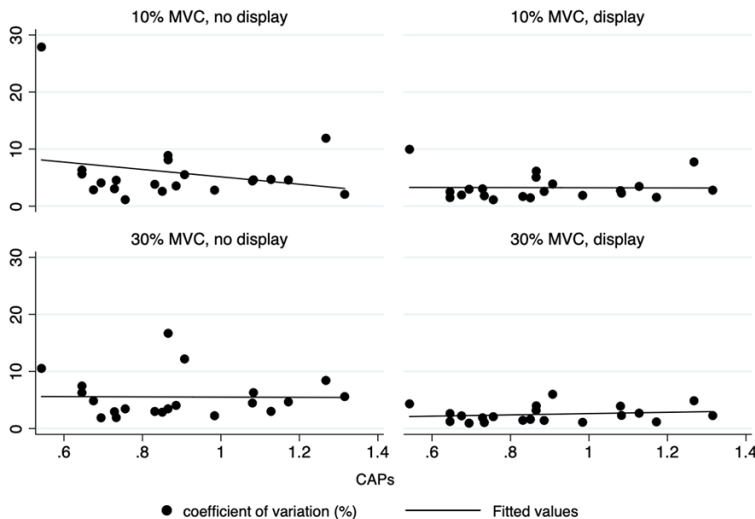 10% MVC, no display
10% MVC, display
30
20
10
0
30% MVC, no display
30% MVC, display
30
20
10
0
.6 .8 1 1.2 1.4 .6 .8 1 1.2 1.4
CAPs
coefficient of variation (%) Fitted values